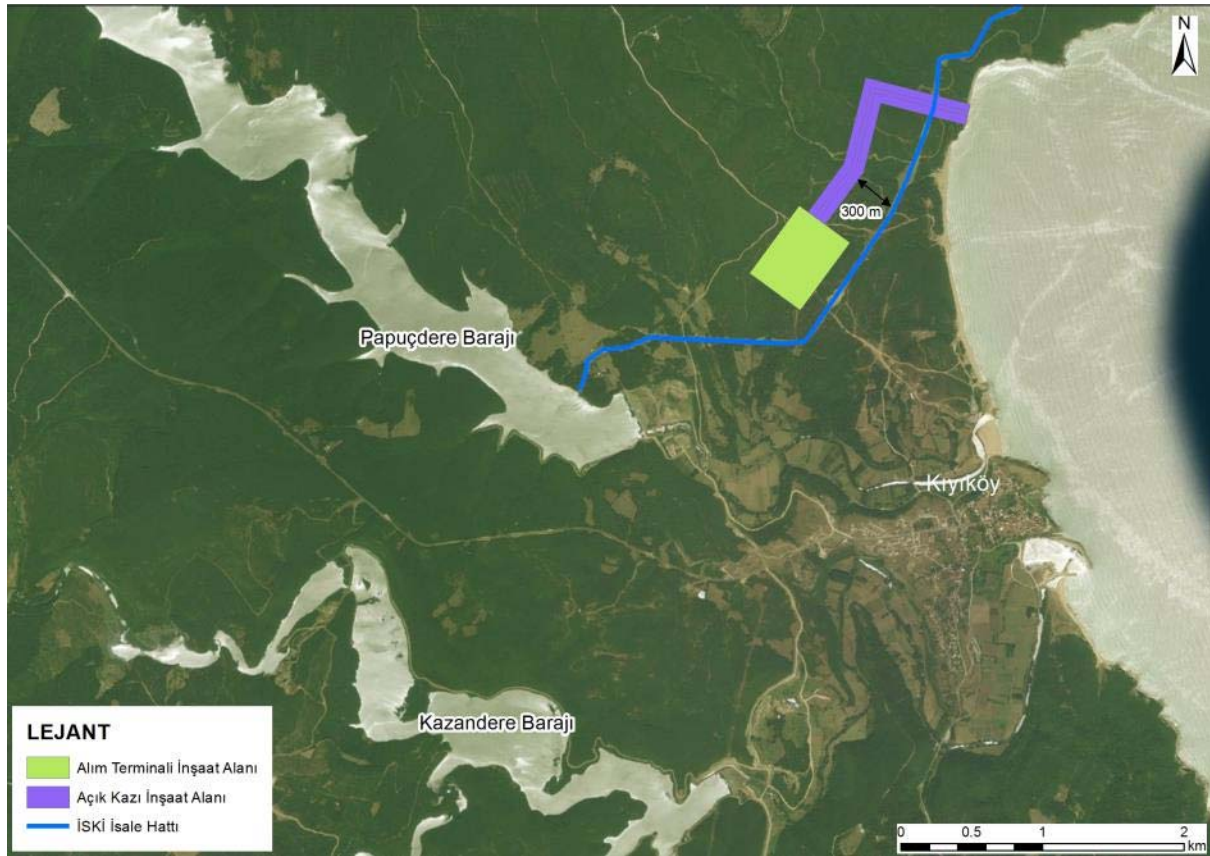 N
300 m
Papuçdere Barajı
Kıyıköy
Kazandere Barajı
LEJANT
Alım Terminali İnşaat Alanı
Açık Kazı İnşaat Alanı
İSKİ İsale Hattı
0 0.5 1 2
km